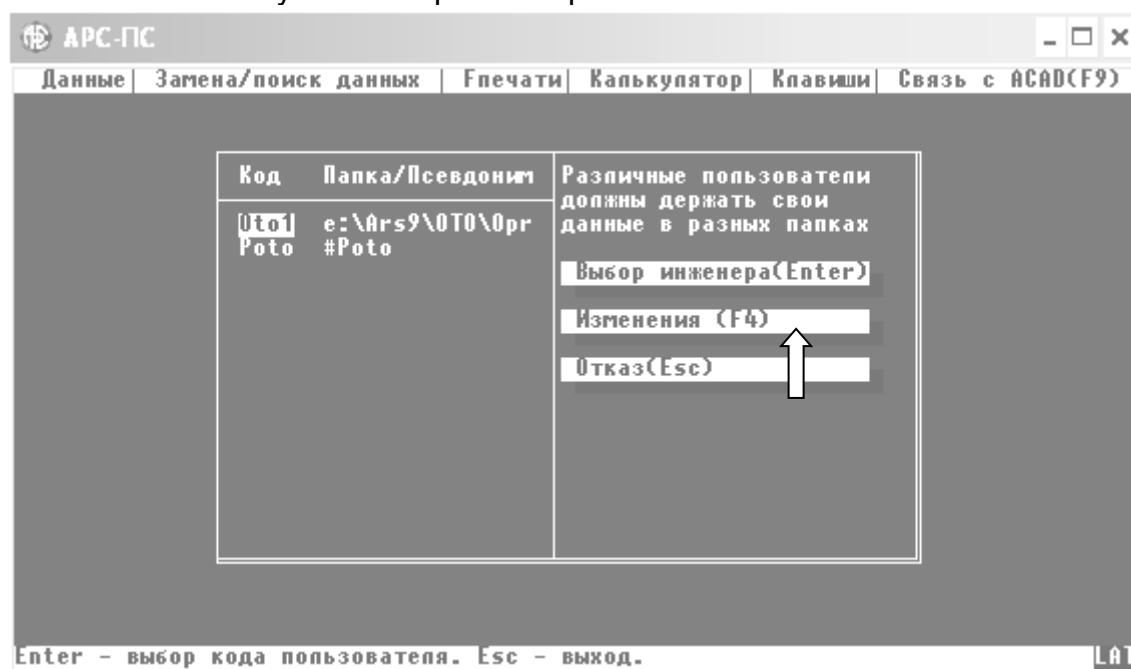 АРС-ПС
Данные| Замена/поиск данных | Fпечати| Калькулятор| Клавиши| Связь с ACAD(F9)
Код Папка/Псевдоним
Oto1 e:\Ars9\OTO\Opr
Poto #Poto
Различные пользователи
должны держать свои
данные в разных папках
Выбор инженера(Enter)
Изменения (F4)
Отказ(Esc)
Enter - выбор кода пользователя. Esc - выход.
LAT